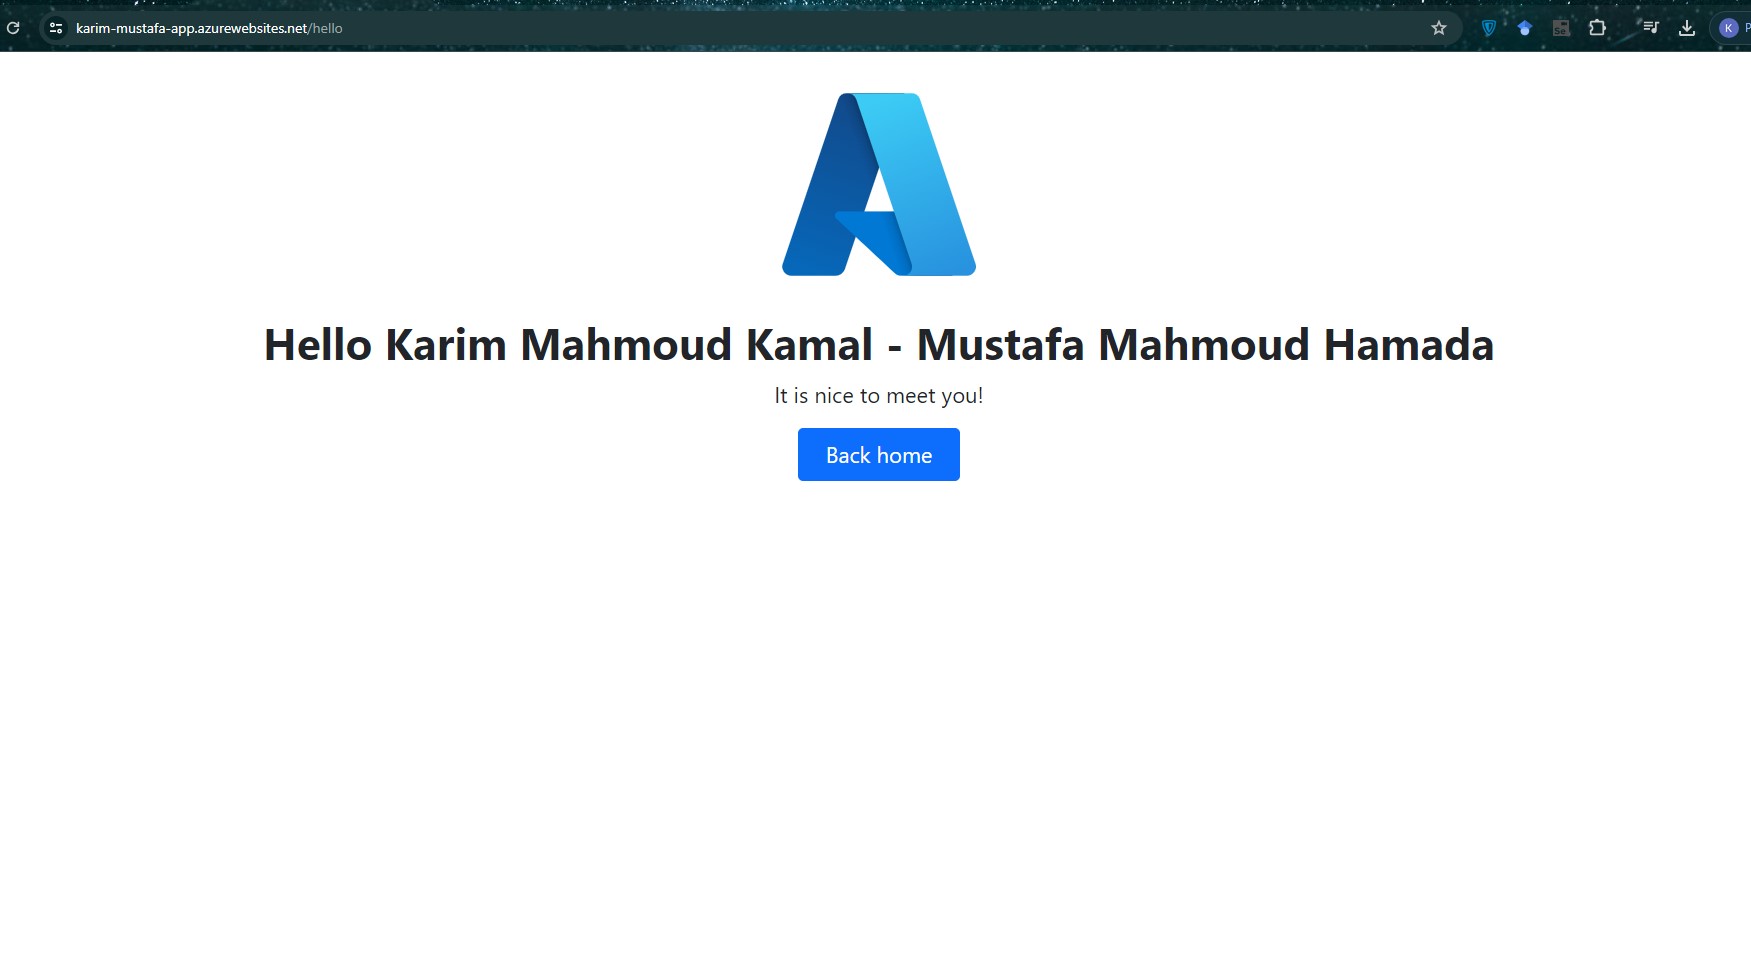 karim-mustafa-app.azurewebsites.net/hello
Se
K
P
Hello Karim Mahmoud Kamal - Mustafa Mahmoud Hamada
It is nice to meet you!
Back home